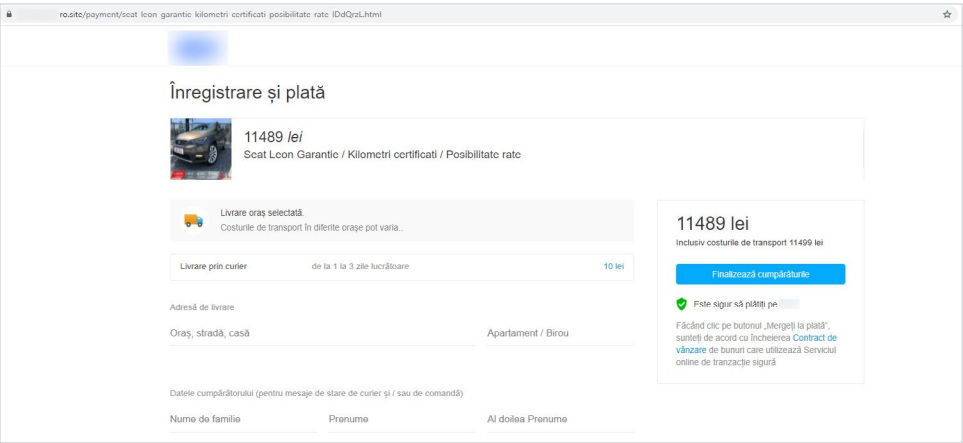 ro.site/payment/seat leon garantie kilometri certificati posibilitate rate IDdQrzL.html
Înregistrare și plată
11489 lei
Seat Leon Garantie / Kilometri certificati / Posibilitate rate
Livrare oraș selectată.
Costurile de transport în diferite orașe pot varia..
Livrare prin curier
de la 1 la 3 zile lucrătoare
10 lei
Adresă de livrare
Oraș, stradă, casă
Apartament / Birou
Datele cumpărătorului (pentru mesaje de stare de curier și / sau de comandă)
Nume de familie
Prenume
Al doilea Prenume
11489 lei
Inclusiv costurile de transport 11499 lei
Finalizează cumpărăturile
Este sigur să plătiți pe
Făcând clic pe butonul „Mergeți la plată”,
sunteți de acord cu încheierea Contract de
vânzare de bunuri care utilizează Serviciul
online de tranzacție sigură